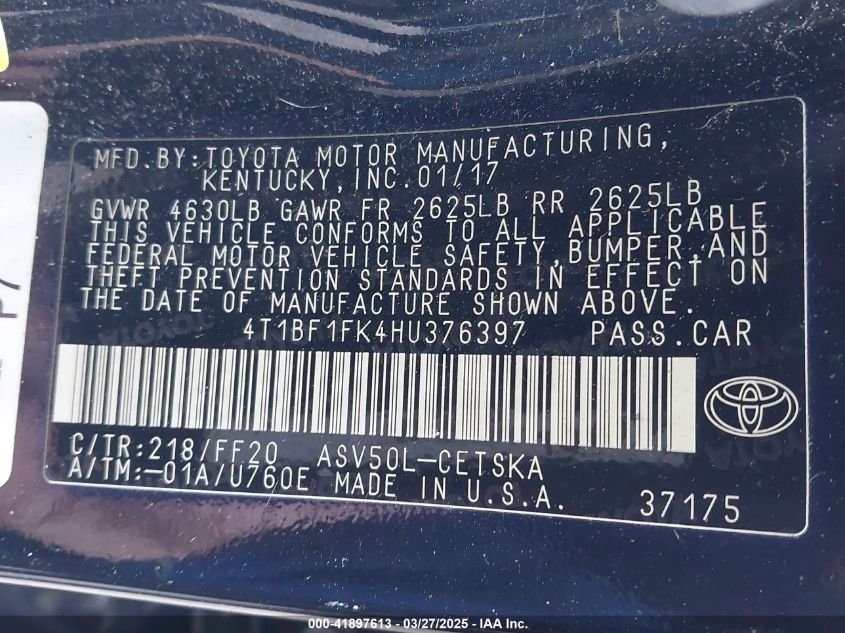 MFD.BY:TOYOTA MOTOR MANUFACTURING,
KENTUCKY,INC.01/17
GVWR 4630LB GAWR FR 2625LB RR 2625LB
THIS VEHICLE CONFORMS TO ALL APPLICABLE
FEDERAL MOTOR VEHICLE SAFETY,BUMPER,AND
THEFT PREVENTION STANDARDS IN EFFECT ON
THE DATE OF MANUFACTURE SHOWN ABOVE.
4T1BF1FK4HU376397 PASS.CAR
C/TR:218/FF20 ASV50L-CETSKA
A/TM:-01A/U760E MADE IN U.S.A. 37175
000-41897613 — 03/27/2025 — IAA Inc.